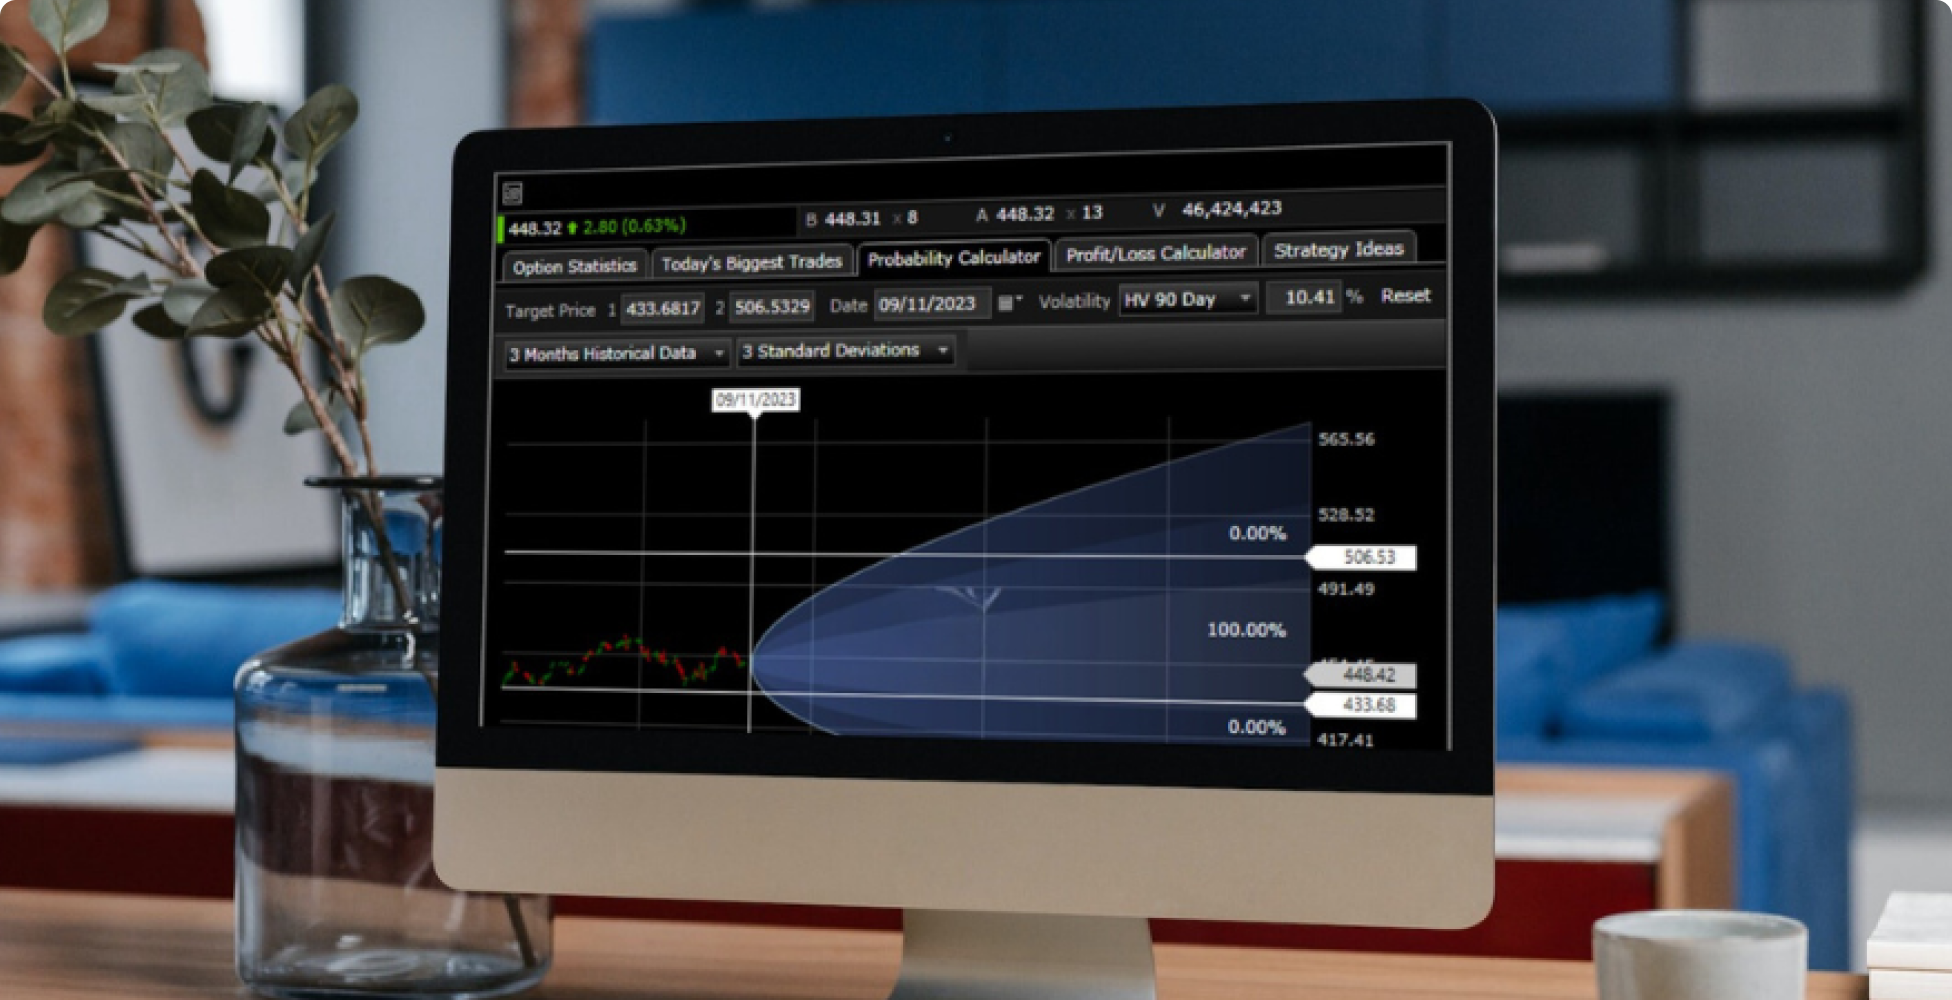 448.32 ⬆ 2.80 (0.63%) B 448.31 x 8 A 448.32 x 13 V 46,424,423
Option Statistics Today's Biggest Trades Probability Calculator Profit/Loss Calculator Strategy Ideas
Target Price 1 433.6817 2 506.5329 Date 09/11/2023 Volatility HV 90 Day 10.41 % Reset
3 Months Historical Data 3 Standard Deviations
09/11/2023
565.56
528.52
0.00%
506.53
491.49
100.00%
448.42
433.68
0.00%
417.41